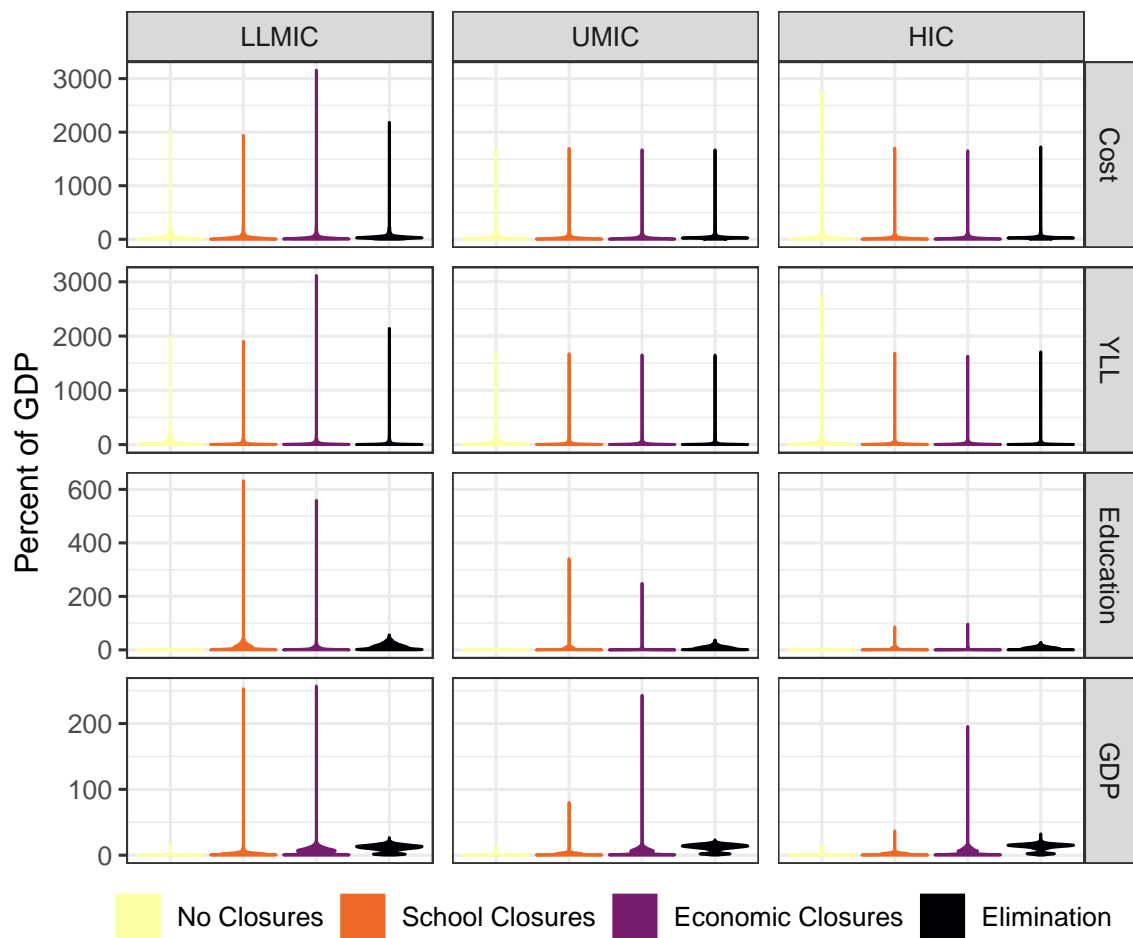 LLMIC UMIC HIC
3000
2000
1000
0
Cost
3000
2000
1000
0
YLL
Percent of GDP
600
400
200
0
Education
200
100
0
GDP
No Closures School Closures Economic Closures Elimination